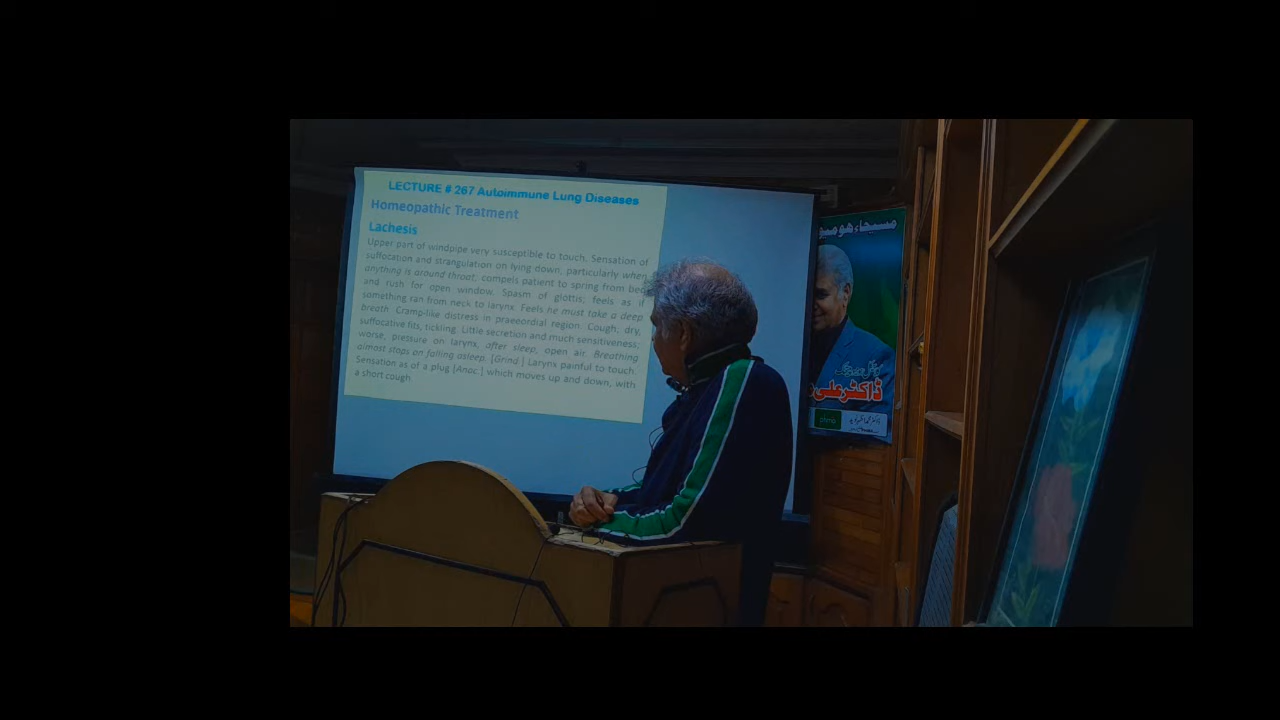 LECTURE # 267 Autoimmune Lung Diseases
Homeopathic Treatment
Lachesis
Upper part of windpipe very susceptible to touch. Sensation of
suffocation and strangulation on lying down, particularly when
anything is around throat; compels patient to spring from bed
and rush for open window. Spasm of glottis; feels as if
something ran from neck to larynx. Feels he must take a deep
breath. Cramp-like distress in praecordial region. Cough; dry,
suffocative fits, tickling. Little secretion and much sensitiveness;
worse, pressure on larynx, after sleep, open air. Breathing
almost stops on falling asleep. [Grind.] Larynx painful to touch.
Sensation as of a plug [Anac.] which moves up and down, with
a short cough.
مسیحاء ہومیو
ڈاکٹر علی